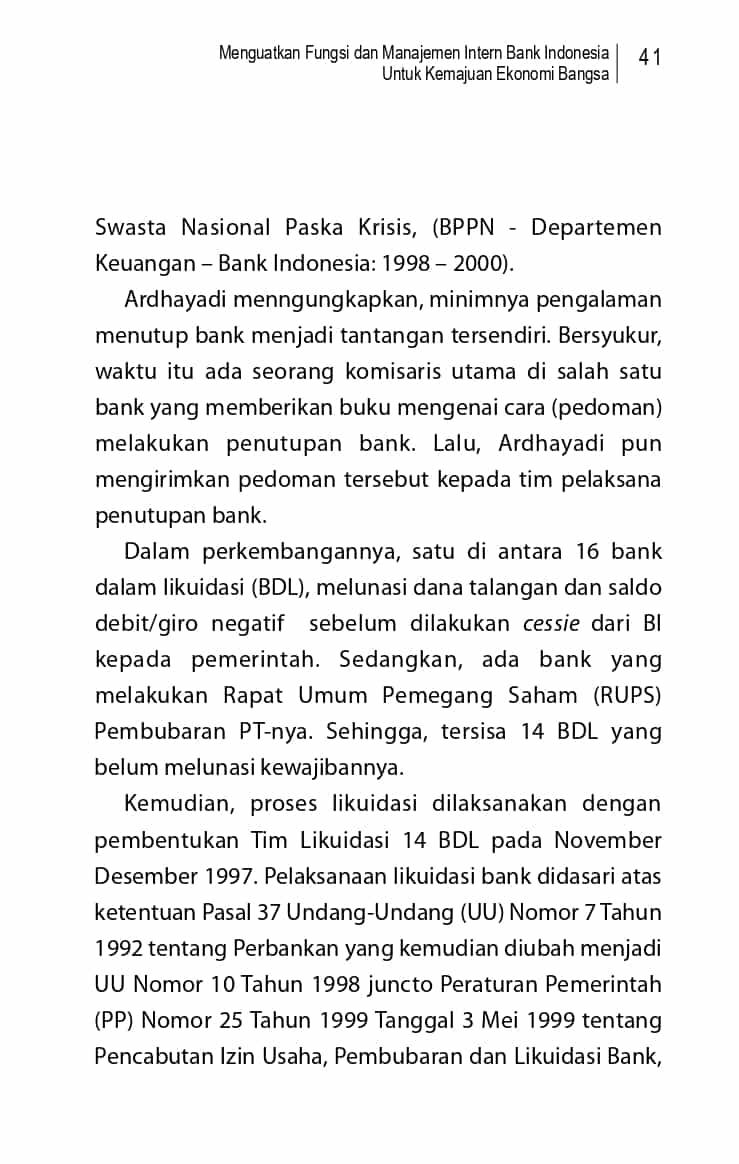 Menguatkan Fungsi dan Manajemen Intern Bank Indonesia
Untuk Kemajuan Ekonomi Bangsa
41
Swasta Nasional Paska Krisis, (BPPN - Departemen
Keuangan – Bank Indonesia: 1998 – 2000).
Ardhayadi menngungkapkan, minimnya pengalaman
menutup bank menjadi tantangan tersendiri. Bersyukur,
waktu itu ada seorang komisaris utama di salah satu
bank yang memberikan buku mengenai cara (pedoman)
melakukan penutupan bank. Lalu, Ardhayadi pun
mengirimkan pedoman tersebut kepada tim pelaksana
penutupan bank.
Dalam perkembangannya, satu di antara 16 bank
dalam likuidasi (BDL), melunasi dana talangan dan saldo
debit/giro negatif sebelum dilakukan cessie dari BI
kepada pemerintah. Sedangkan, ada bank yang
melakukan Rapat Umum Pemegang Saham (RUPS)
Pembubaran PT-nya. Sehingga, tersisa 14 BDL yang
belum melunasi kewajibannya.
Kemudian, proses likuidasi dilaksanakan dengan
pembentukan Tim Likuidasi 14 BDL pada November
Desember 1997. Pelaksanaan likuidasi bank didasari atas
ketentuan Pasal 37 Undang-Undang (UU) Nomor 7 Tahun
1992 tentang Perbankan yang kemudian diubah menjadi
UU Nomor 10 Tahun 1998 juncto Peraturan Pemerintah
(PP) Nomor 25 Tahun 1999 Tanggal 3 Mei 1999 tentang
Pencabutan Izin Usaha, Pembubaran dan Likuidasi Bank,